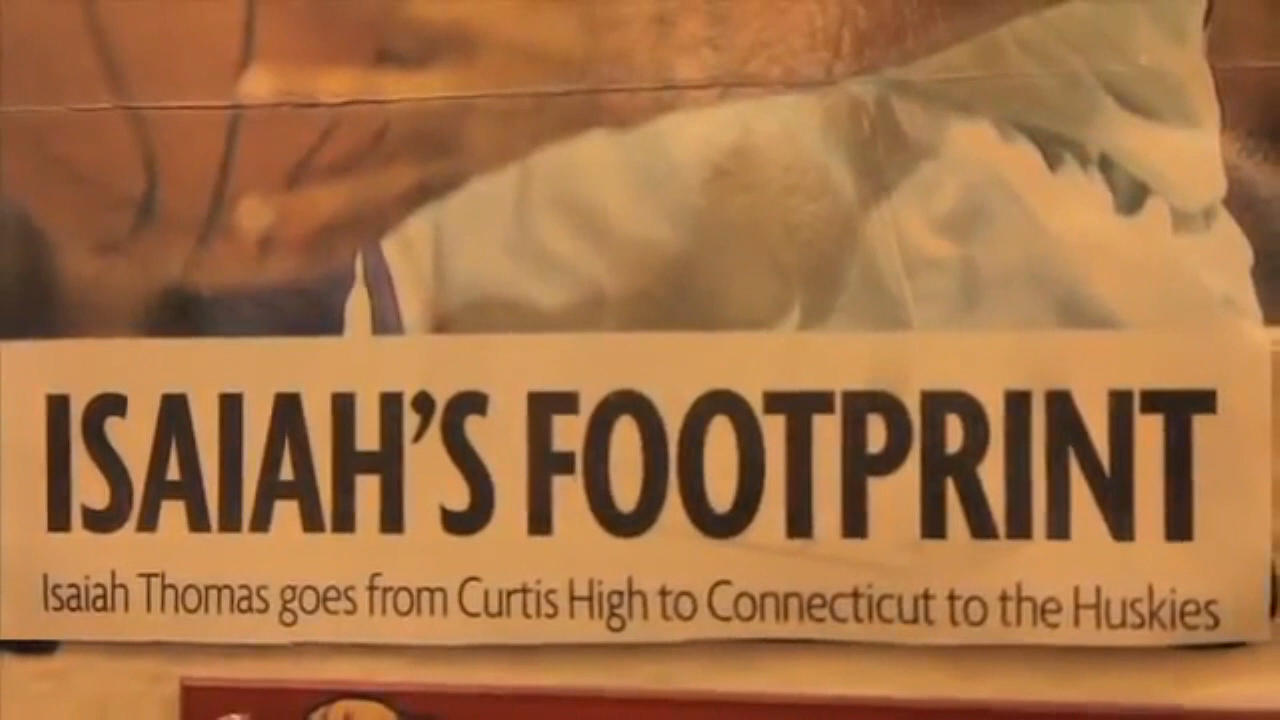 ISAIAH'S FOOTPRINT
Isaiah Thomas goes from Curtis High to Connecticut to the Huskies